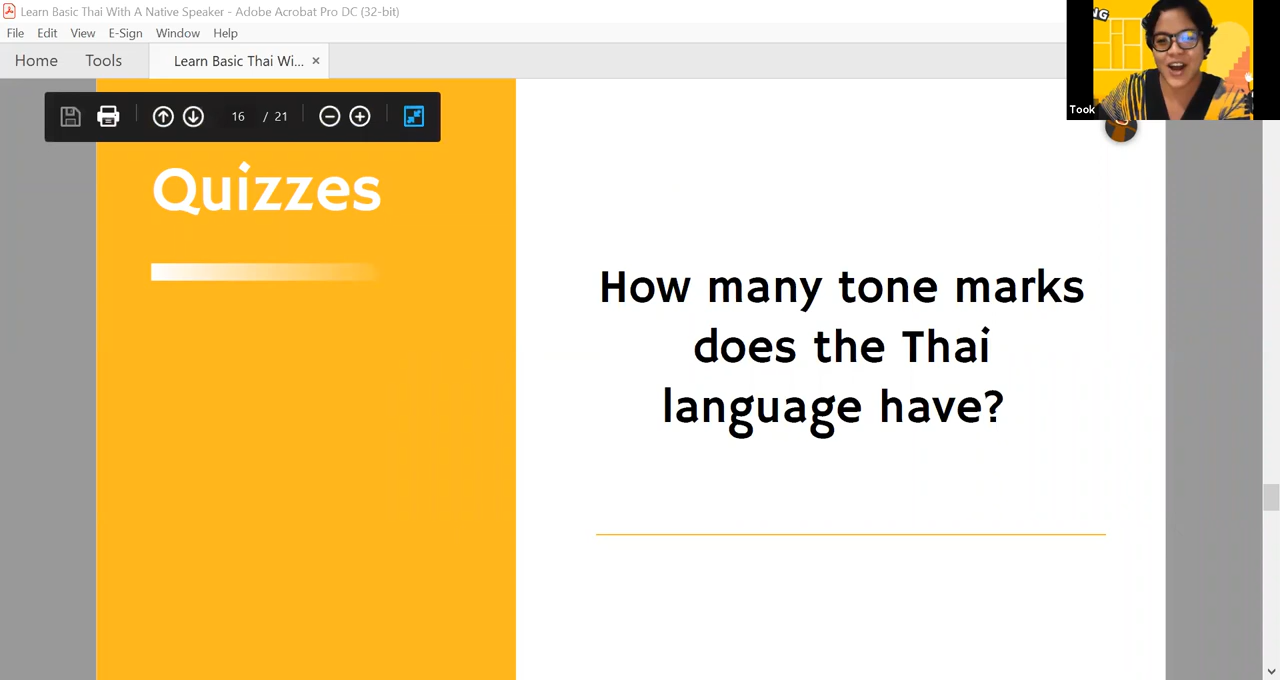 Learn Basic Thai With A Native Speaker - Adobe Acrobat Pro DC (32-bit)
File Edit View E-Sign Window Help
Home Tools Learn Basic Thai Wi... ×
16 / 21
Quizzes
How many tone marks
does the Thai
language have?
NG
Took